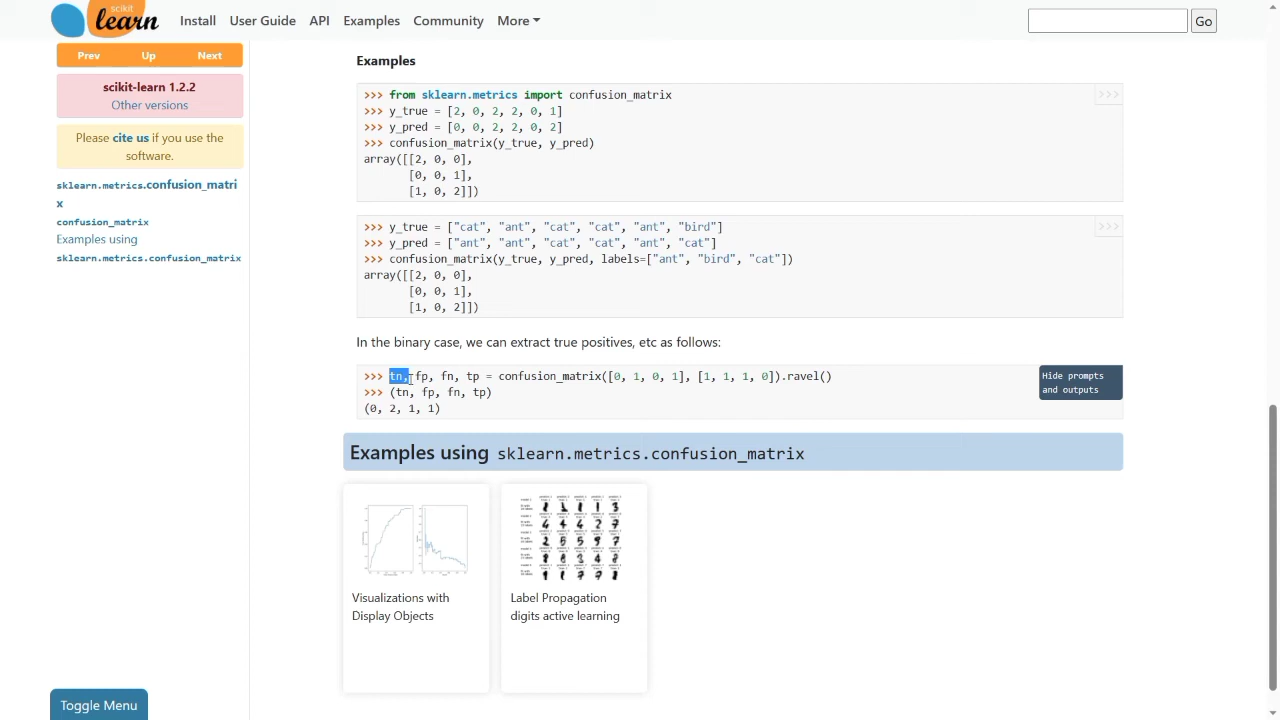 scikit
learn
Install User Guide API Examples Community More
Go
Prev Up Next
scikit-learn 1.2.2
Other versions
Please cite us if you use the
software.
sklearn.metrics.confusion_matri
x
confusion_matrix
Examples using
sklearn.metrics.confusion_matrix
Examples
>>> from sklearn.metrics import confusion_matrix
>>> y_true = [2, 0, 2, 2, 0, 1]
>>> y_pred = [0, 0, 2, 2, 0, 2]
>>> confusion_matrix(y_true, y_pred)
array([[2, 0, 0],
[0, 0, 1],
[1, 0, 2]])
>>>
>>> y_true = ["cat", "ant", "cat", "cat", "ant", "bird"]
>>> y_pred = ["ant", "ant", "cat", "cat", "ant", "cat"]
>>> confusion_matrix(y_true, y_pred, labels=["ant", "bird", "cat"])
array([[2, 0, 0],
[0, 0, 1],
[1, 0, 2]])
>>>
In the binary case, we can extract true positives, etc as follows:
>>> tn, fp, fn, tp = confusion_matrix([0, 1, 0, 1], [1, 1, 1, 0]).ravel()
>>> (tn, fp, fn, tp)
(0, 2, 1, 1)
Hide prompts
and outputs
Examples using sklearn.metrics.confusion_matrix
Visualizations with
Display Objects
Label Propagation
digits active learning
Toggle Menu